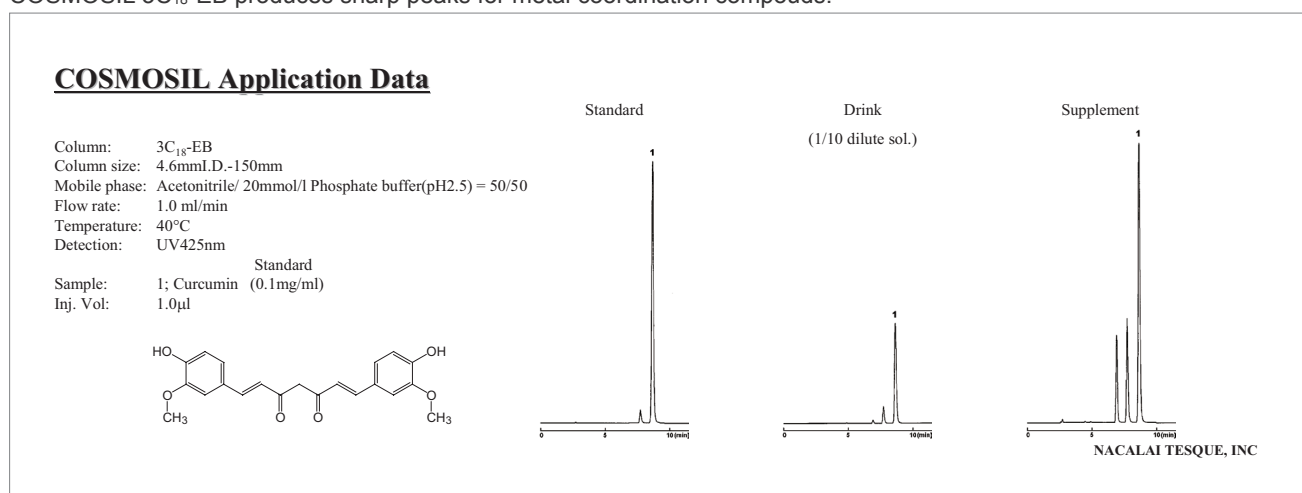 COSMOSIL 3C₁₈-EB produces sharp peaks for metal coordination compouds.
COSMOSIL Application Data
Column: 3C₁₈-EB
Column size: 4.6mmI.D.-150mm
Mobile phase: Acetonitrile/ 20mmol/l Phosphate buffer(pH2.5) = 50/50
Flow rate: 1.0 ml/min
Temperature: 40°C
Detection: UV425nm
Standard
Sample: 1; Curcumin (0.1mg/ml)
Inj. Vol: 1.0µl
HO
OH
O
CH₃
O
O
O
CH₃
Standard
1
0 5 10(min)
Drink
(1/10 dilute sol.)
1
0 5 10(min)
Supplement
1
0 5 10(min)
NACALAI TESQUE, INC